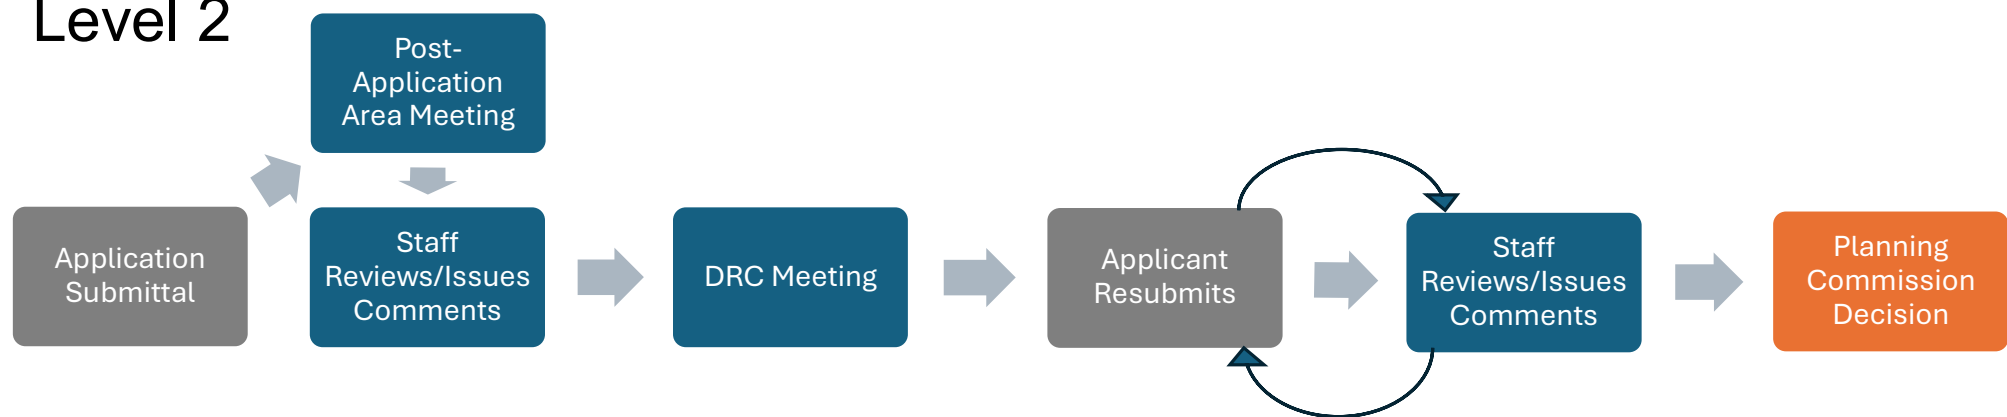 Level 2
Post-
Application
Area Meeting
Application
Submittal
Staff
Reviews/Issues
Comments
DRC Meeting
Applicant
Resubmits
Staff
Reviews/Issues
Comments
Planning
Commission
Decision